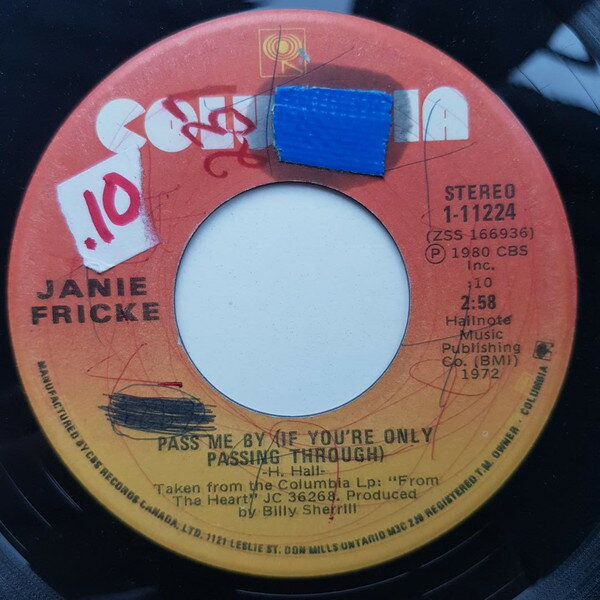 COLUMBIA
.10
STEREO
1-11224
(ZSS 166936)
Ⓟ 1980 CBS
Inc.
:10
2:58
Hallnote
Music
Publishing
Co. (BMI)
1972
JANIE
FRICKE
PASS ME BY (IF YOU'RE ONLY
PASSING THROUGH)
-H. Hall-
Taken from the Columbia Lp: "From
The Heart" JC 36268. Produced
by Billy Sherrill
MANUFACTURED BY CBS RECORDS CANADA, LTD. 1121 LESLIE ST. DON MILLS ONTARIO M3C 2J9 REGISTERED T.M. OWNER - COLUMBIA